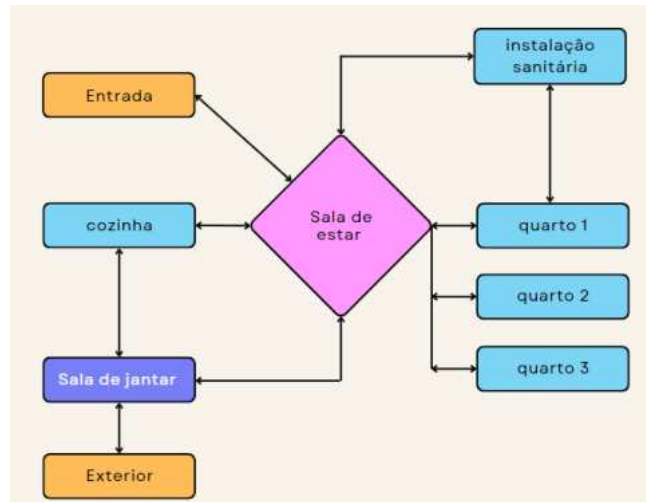 instalação
sanitária
Entrada
Sala de
estar
cozinha
quarto 1
quarto 2
quarto 3
Sala de jantar
Exterior